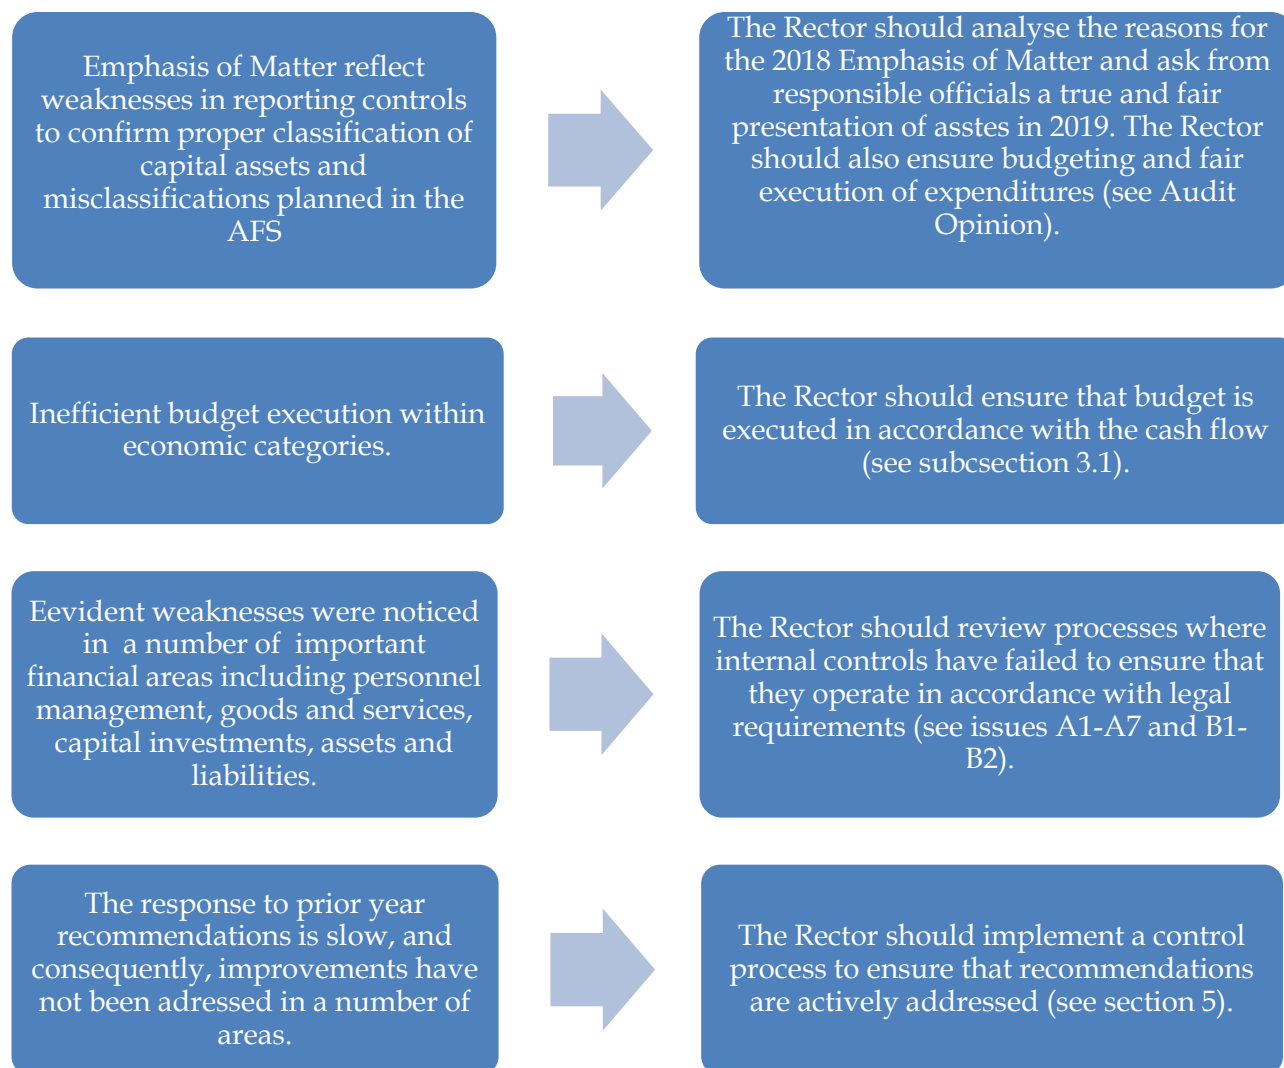 Emphasis of Matter reflect
weaknesses in reporting controls
to confirm proper classification of
capital assets and
misclassifications planned in the
AFS
The Rector should analyse the reasons for
the 2018 Emphasis of Matter and ask from
responsible officials a true and fair
presentation of asstes in 2019. The Rector
should also ensure budgeting and fair
execution of expenditures (see Audit
Opinion).
Inefficient budget execution within
economic categories.
The Rector should ensure that budget is
executed in accordance with the cash flow
(see subcsection 3.1).
Eevident weaknesses were noticed
in a number of important
financial areas including personnel
management, goods and services,
capital investments, assets and
liabilities.
The Rector should review processes where
internal controls have failed to ensure that
they operate in accordance with legal
requirements (see issues A1-A7 and B1-
B2).
The response to prior year
recommendations is slow, and
consequently, improvements have
not been adressed in a number of
areas.
The Rector should implement a control
process to ensure that recommendations
are actively addressed (see section 5).